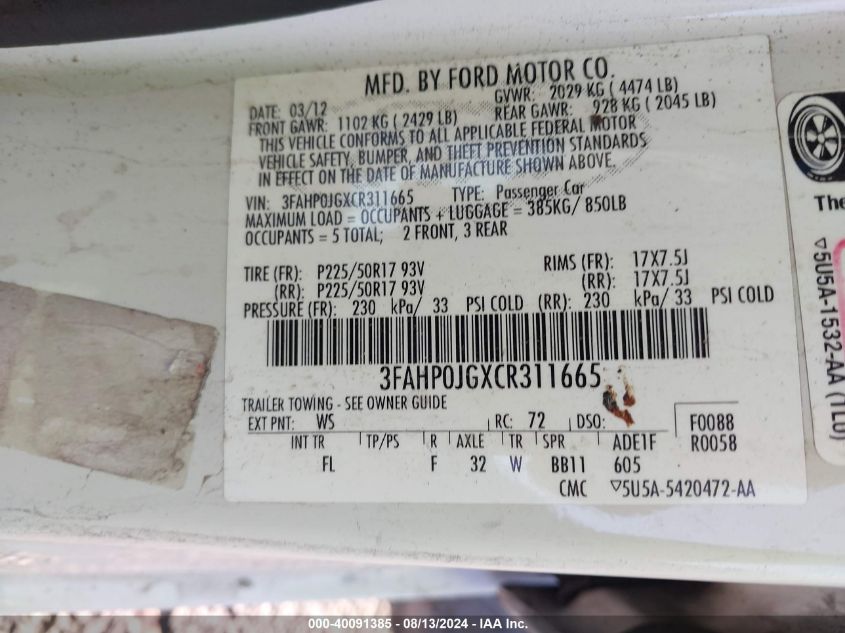 MFD. BY FORD MOTOR CO.
DATE: 03/12 GVWR: 2029 KG ( 4474 LB)
FRONT GAWR: 1102 KG ( 2429 LB) REAR GAWR: 928 KG ( 2045 LB)
THIS VEHICLE CONFORMS TO ALL APPLICABLE FEDERAL MOTOR
VEHICLE SAFETY, BUMPER, AND THEFT PREVENTION STANDARDS
IN EFFECT ON THE DATE OF MANUFACTURE SHOWN ABOVE.
VIN: 3FAHP0JGXCR311665 TYPE: Passenger Car
MAXIMUM LOAD = OCCUPANTS + LUGGAGE = 385KG/ 850LB
OCCUPANTS = 5 TOTAL; 2 FRONT, 3 REAR
TIRE (FR): P225/50R17 93V RIMS (FR): 17X7.5J
(RR): P225/50R17 93V (RR): 17X7.5J
PRESSURE (FR): 230 kPa/ 33 PSI COLD (RR): 230 kPa/ 33 PSI COLD
3FAHP0JGXCR311665
TRAILER TOWING - SEE OWNER GUIDE
EXT PNT: WS RC: 72 DSO: F0088
INT TR TP/PS R AXLE TR SPR ADE1F R0058
FL F 32 W BB11 605
CMC ▽5U5A-5420472-AA
The
▽5U5A-1532-AA (TL0)
000-40091385 - 08/13/2024 - IAA Inc.